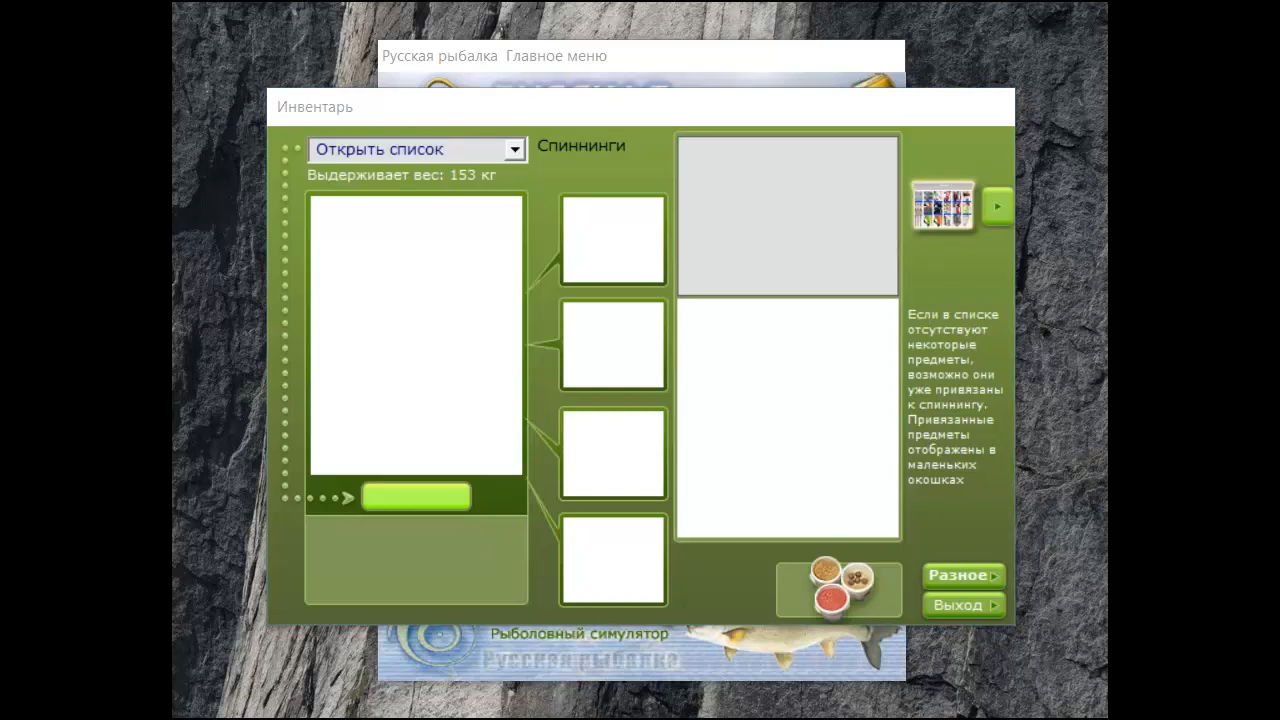 Русская рыбалка Главное меню
Инвентарь
Открыть список
Спиннинги
Выдерживает вес: 153 кг
Если в списке
отсутствуют
некоторые
предметы,
возможно они
уже привязаны
к спиннингу.
Привязанные
предметы
отображены в
маленьких
окошках
Разное
Выход
Рыболовный симулятор
Русская рыбалка